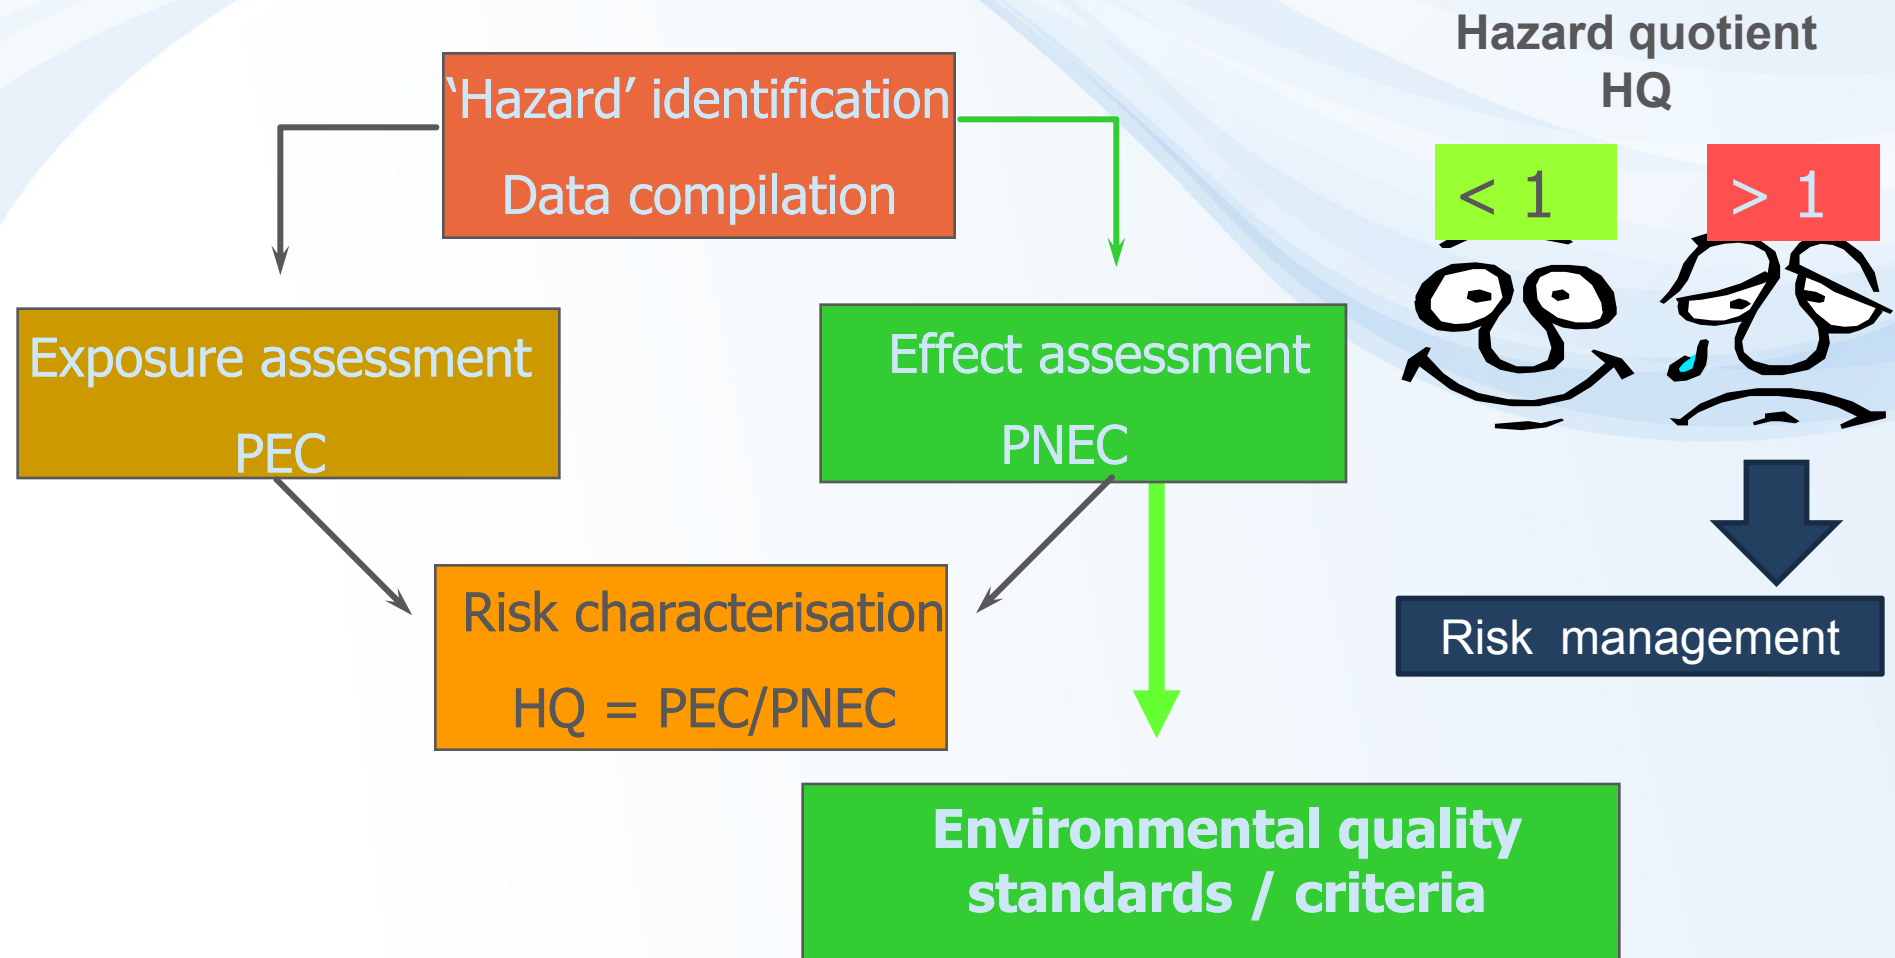 Hazard quotient
HQ
< 1
> 1
‘Hazard’ identification
Data compilation
Exposure assessment
PEC
Effect assessment
PNEC
Risk characterisation
HQ = PEC/PNEC
Risk management
Environmental quality
standards / criteria